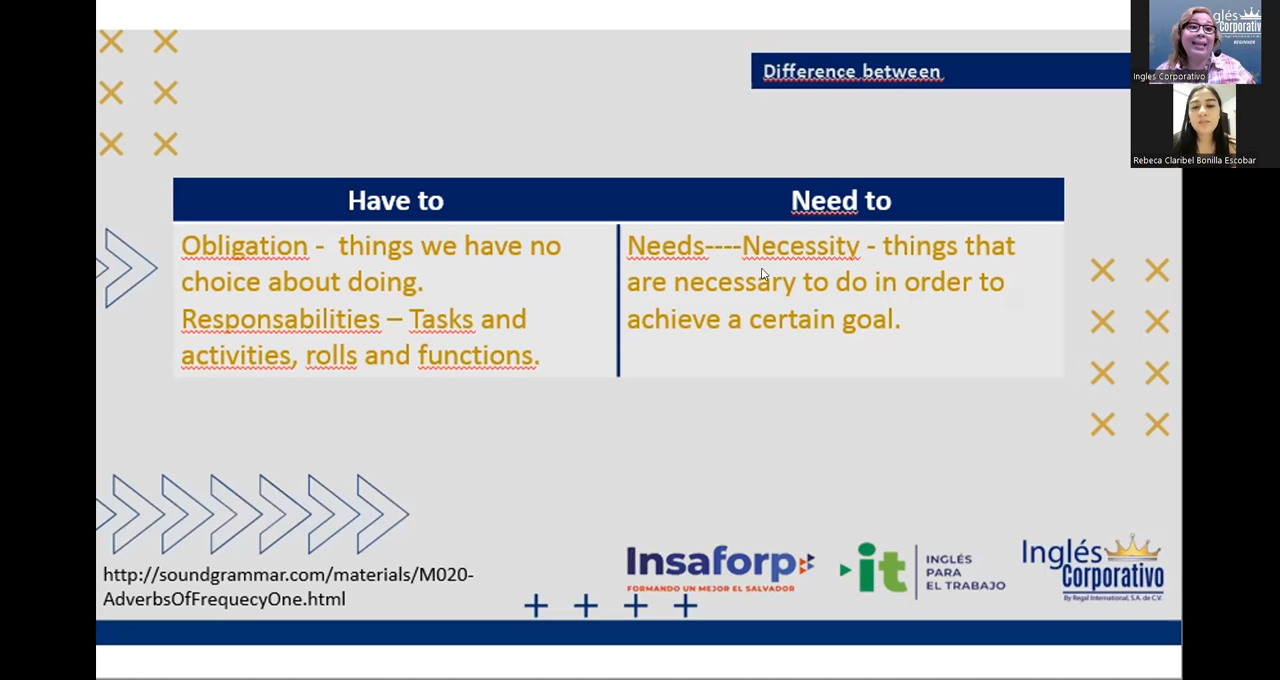 Difference between
Have to
Need to
Obligation - things we have no
choice about doing.
Responsabilities – Tasks and
activities, rolls and functions.
Needs----Necessity - things that
are necessary to do in order to
achieve a certain goal.
http://soundgrammar.com/materials/M020-
AdverbsOfFrequecyOne.html
Insaforp
FORMANDO UN MEJOR EL SALVADOR
it
INGLÉS
PARA
EL TRABAJO
Inglés
Corporativo
By Regal International, S.A. de C.V.
glés
Corporativo
BEGINNER
Ingles Corporativo
Rebeca Claribel Bonilla Escobar